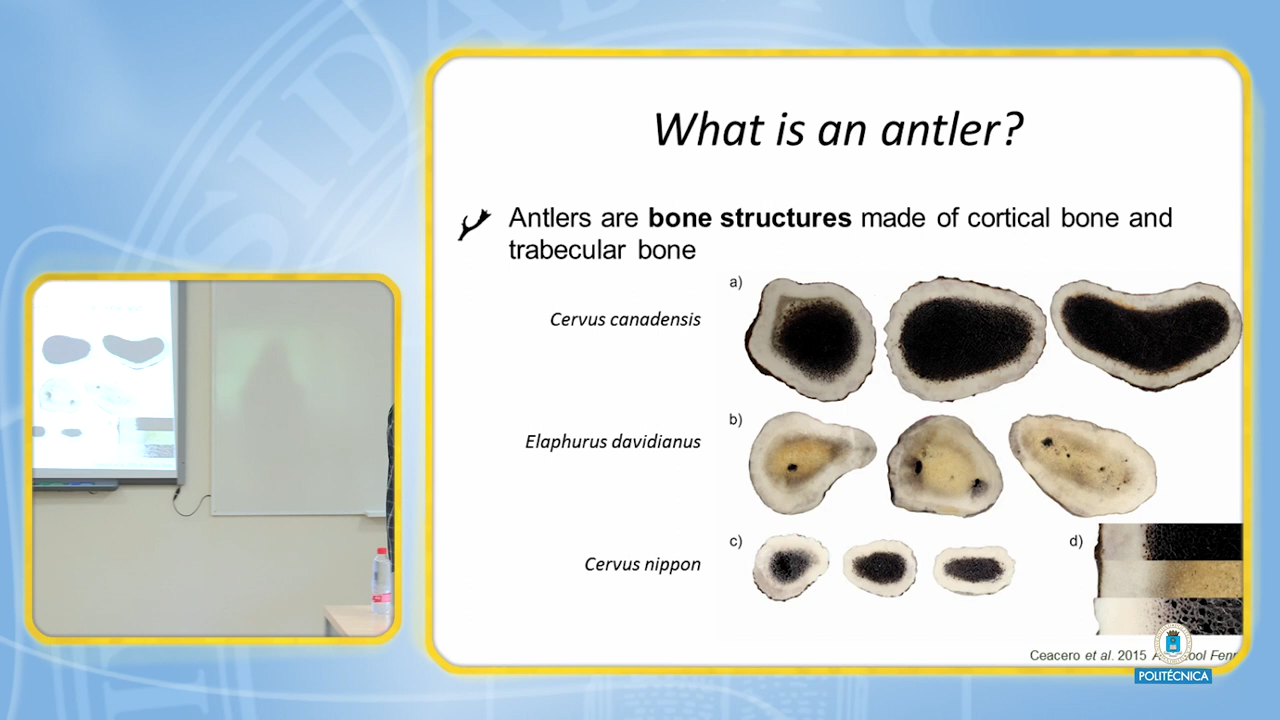 What is an antler?
Antlers are bone structures made of cortical bone and
trabecular bone
a)
Cervus canadensis
b)
Elaphurus davidianus
c)
d)
Cervus nippon
Ceacero et al. 2015
POLITÉCNICA